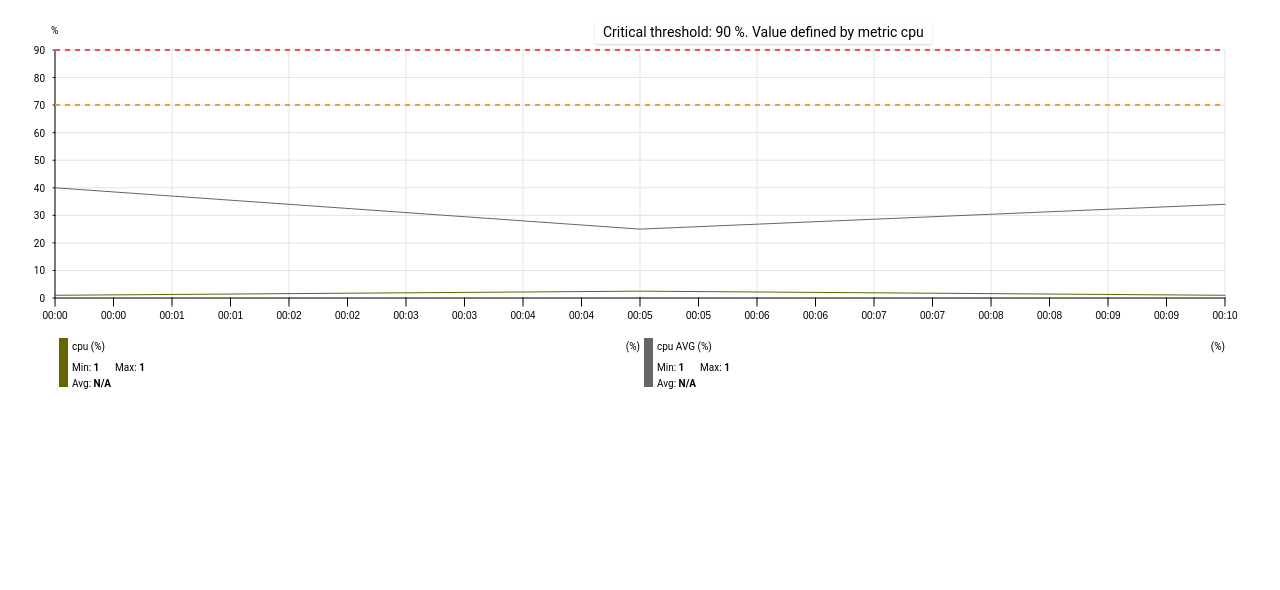 %
Critical threshold: 90 %. Value defined by metric cpu
90
80
70
60
50
40
30
20
10
0
00:00 00:00 00:01 00:01 00:02 00:02 00:03 00:03 00:04 00:04 00:05 00:05 00:06 00:06 00:07 00:07 00:08 00:08 00:09 00:09 00:10
cpu (%) (%) cpu AVG (%) (%)
Min: 1 Max: 1 Min: 1 Max: 1
Avg: N/A Avg: N/A